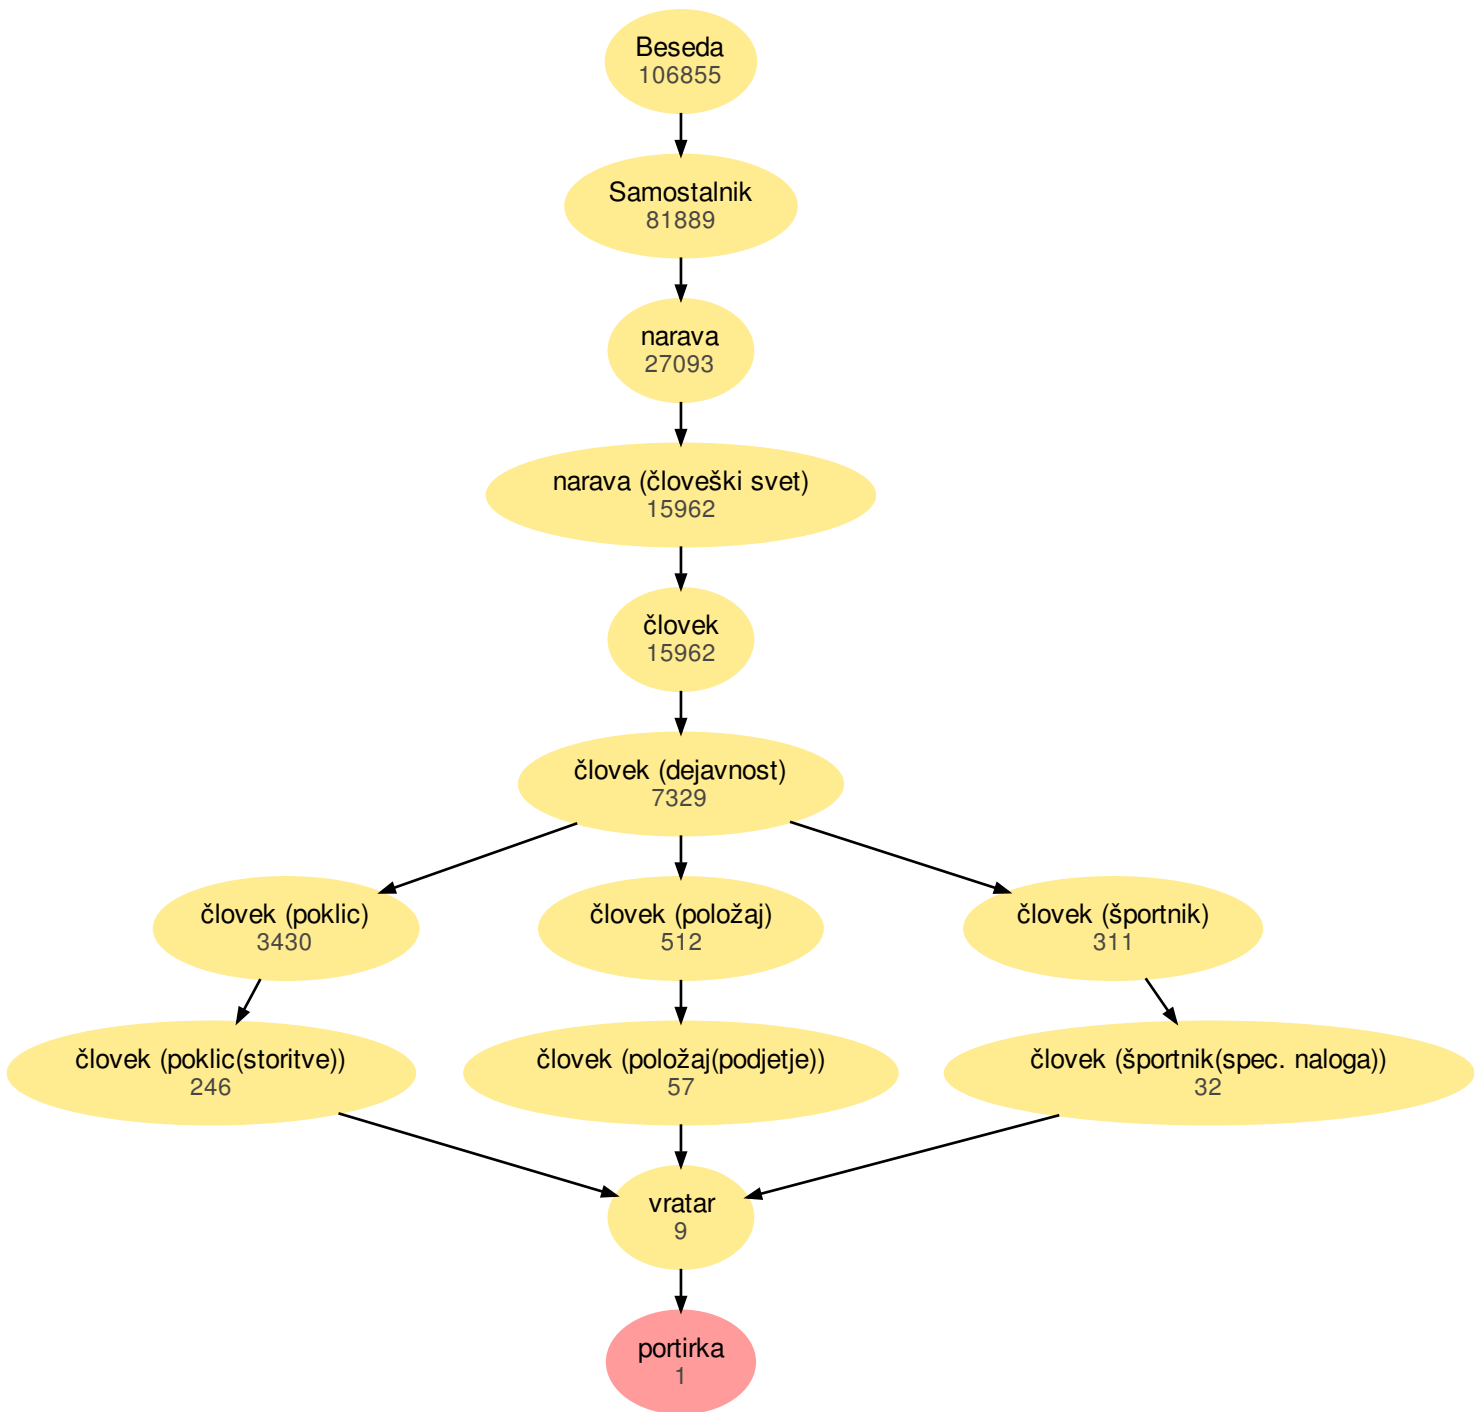 Beseda
106855
Samostalnik
81889
narava
27093
narava (človeški svet)
15962
človek
15962
človek (dejavnost)
7329
človek (poklic)
3430
človek (položaj)
512
človek (športnik)
311
človek (poklic(storitve))
246
človek (položaj(podjetje))
57
človek (športnik(spec. naloga))
32
vratar
9
portirka
1